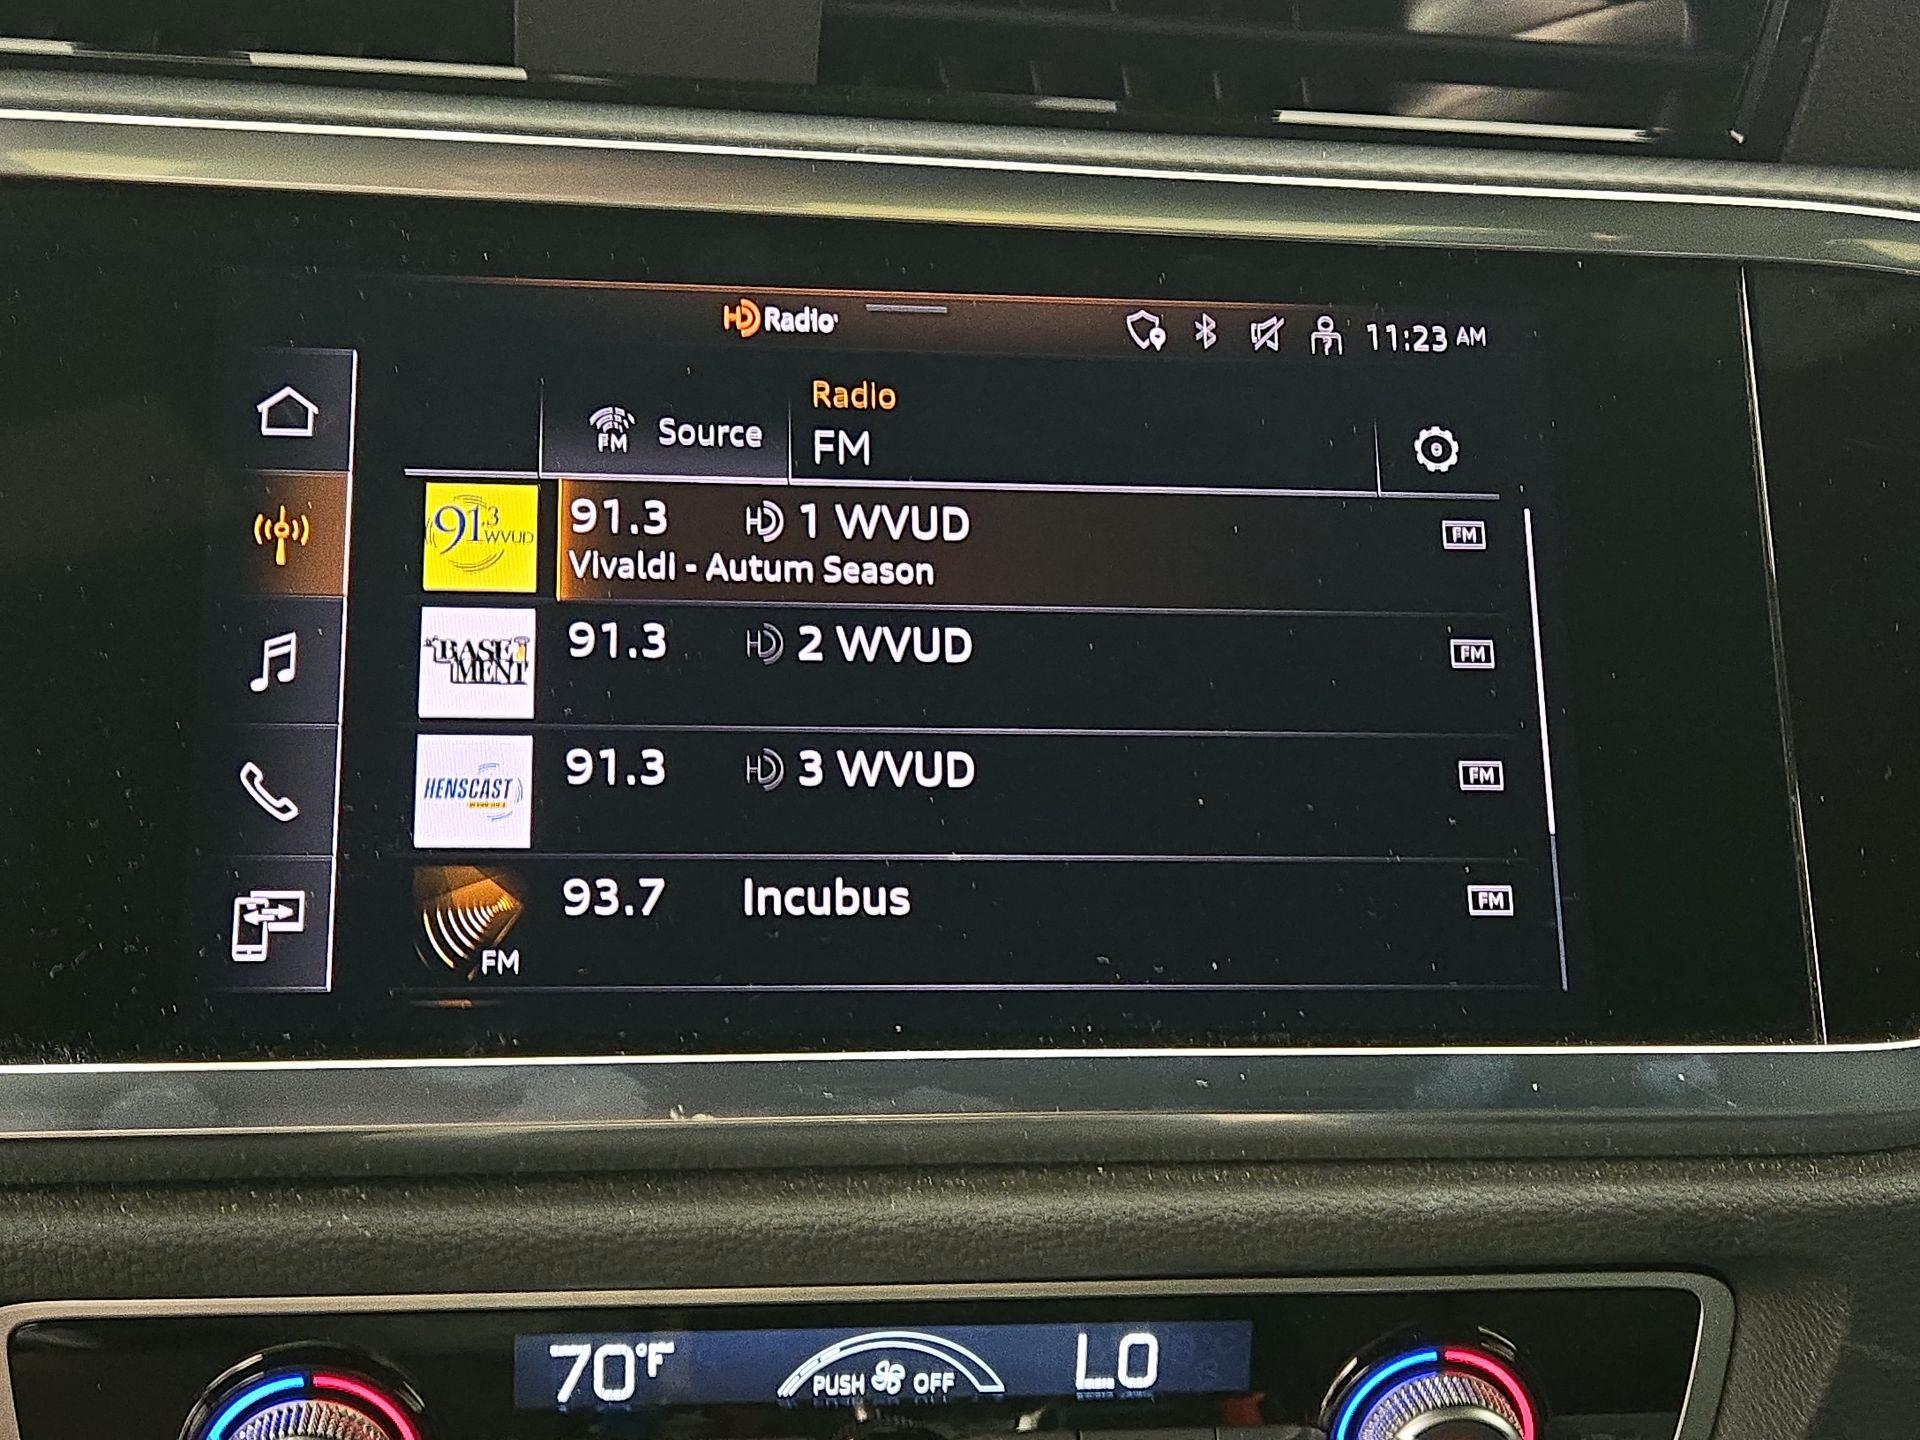 HD Radio
11:23 AM
Radio
FM Source
FM
91.3 WVUD
91.3 HD 1 WVUD FM
Vivaldi - Autum Season
the BASEMENT
91.3 HD 2 WVUD FM
HENSCAST
91.3 HD 3 WVUD FM
FM
93.7 Incubus FM
70°F PUSH OFF LO